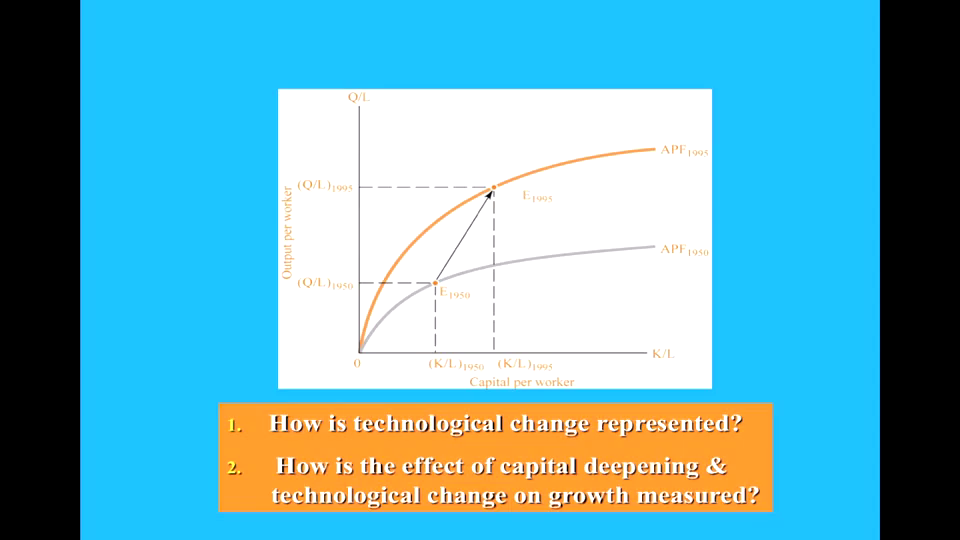 Q/L
APF1995
(Q/L)1995
E1995
Output per worker
APF1950
(Q/L)1950
E1950
K/L
0
(K/L)1950 (K/L)1995
Capital per worker
1. How is technological change represented?
2. How is the effect of capital deepening &
technological change on growth measured?